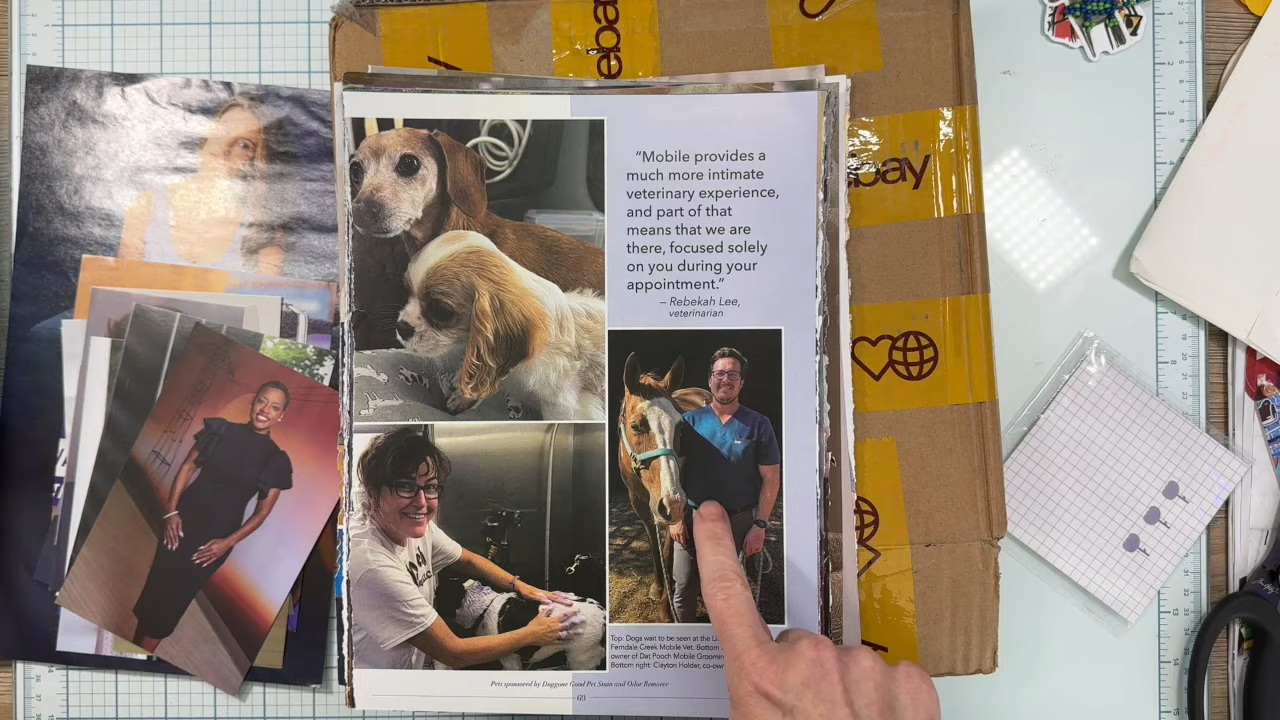 ebay
"Mobile provides a
much more intimate
veterinary experience,
and part of that
means that we are
there, focused solely
on you during your
appointment."
– Rebekah Lee,
veterinarian
ebay
Top: Dogs wait to be seen at the
Ferndale Creek Mobile Vet. Bottom
owner of Dat Pooch Mobile Grooming
Bottom right: Clayton Holder,
Pets sponsored by Doggone Good Pet Stain and Odor Remover
69